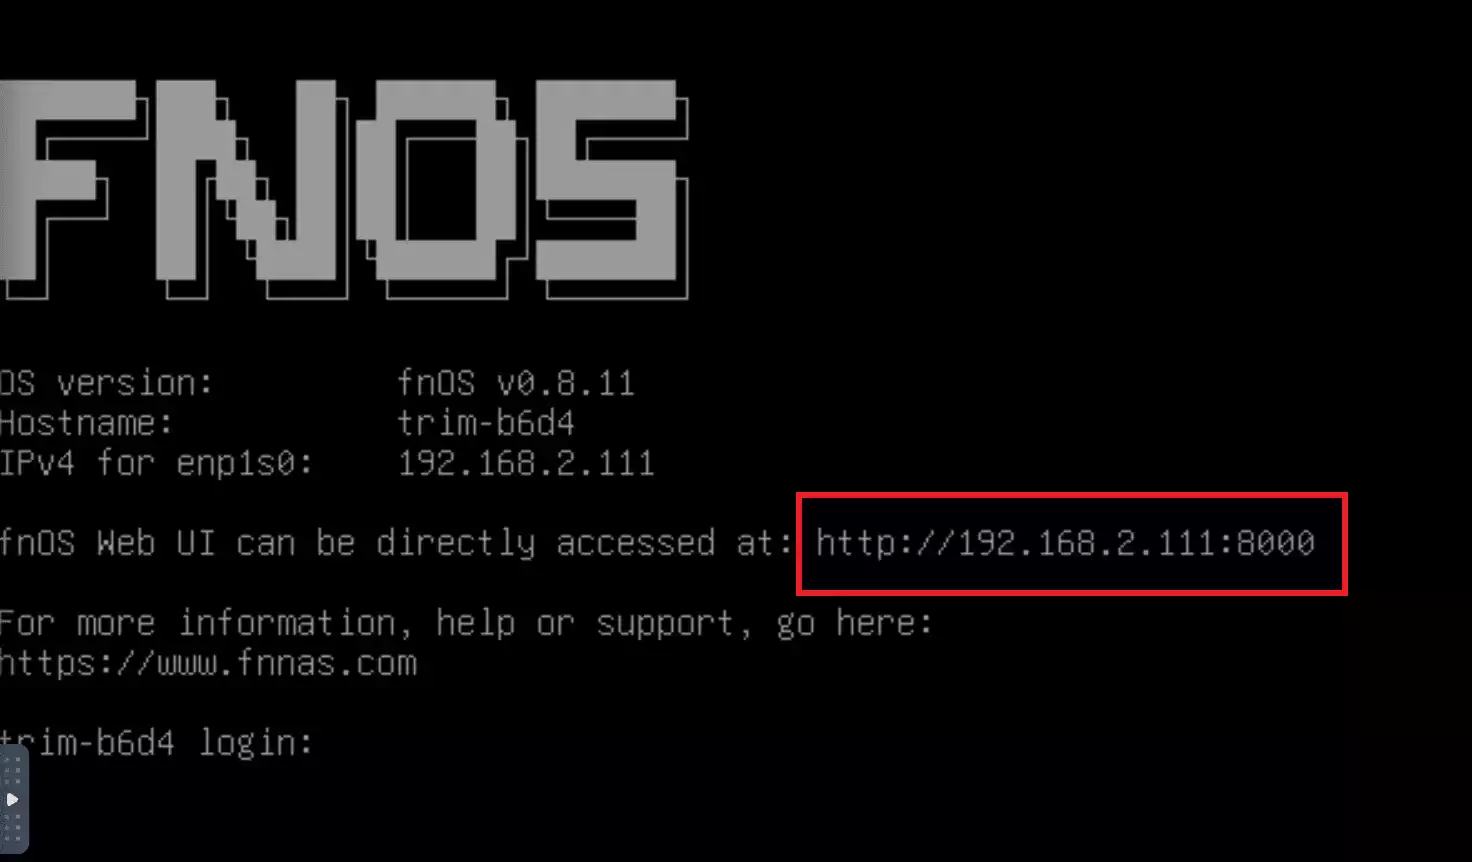 FNOS
OS version: fnOS v0.8.11
Hostname: trim-b6d4
IPv4 for enp1s0: 192.168.2.111
fnOS Web UI can be directly accessed at: http://192.168.2.111:8000
For more information, help or support, go here:
https://www.fnnas.com
trim-b6d4 login: